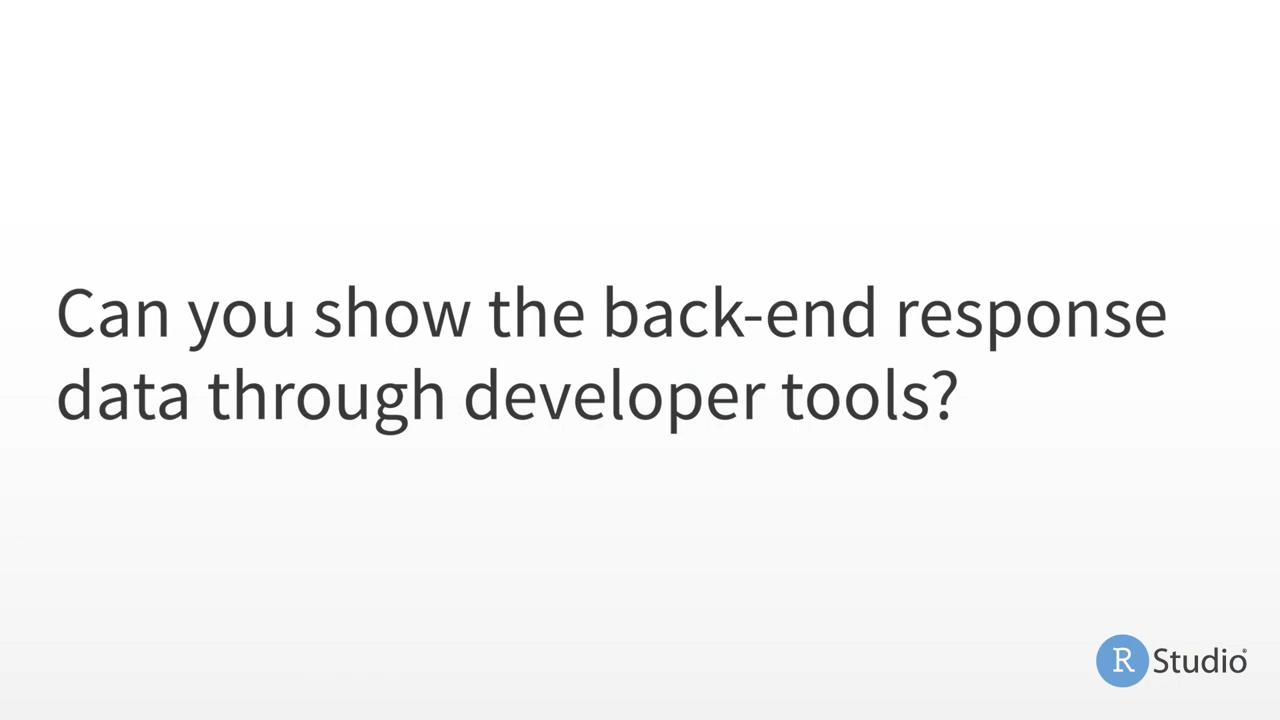 Can you show the back-end response
data through developer tools?
R Studio®